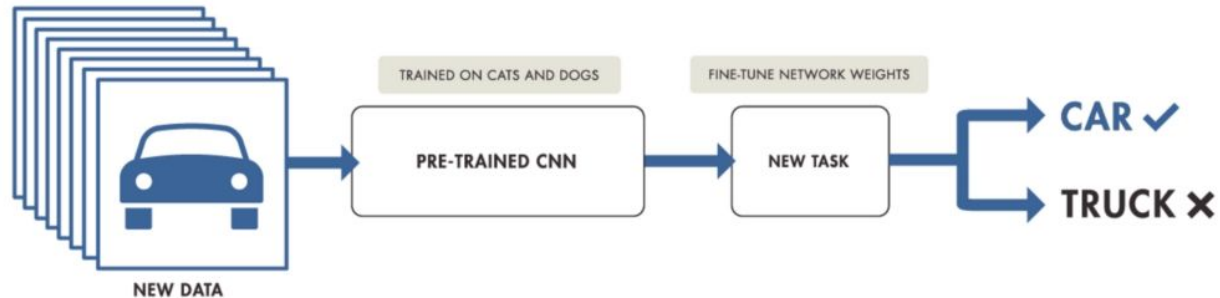 TRAINED ON CATS AND DOGS
FINE-TUNE NETWORK WEIGHTS
PRE-TRAINED CNN
NEW TASK
CAR
TRUCK
NEW DATA